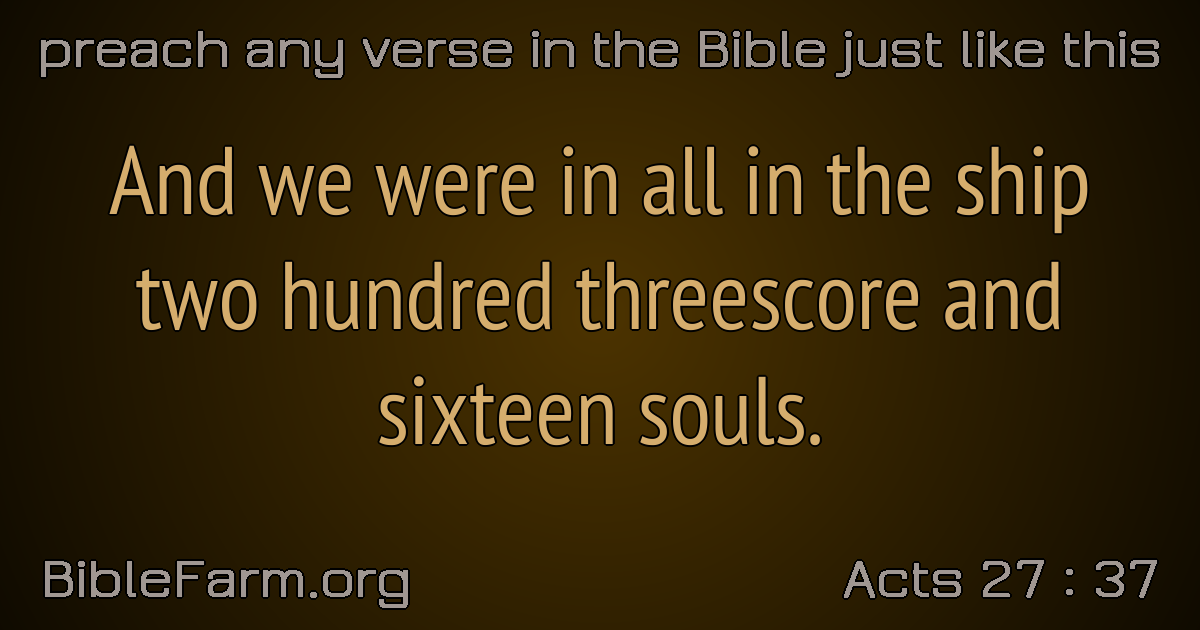 preach any verse in the Bible just like this
And we were in all in the ship
two hundred threescore and
sixteen souls.
BibleFarm.org
Acts 27 : 37